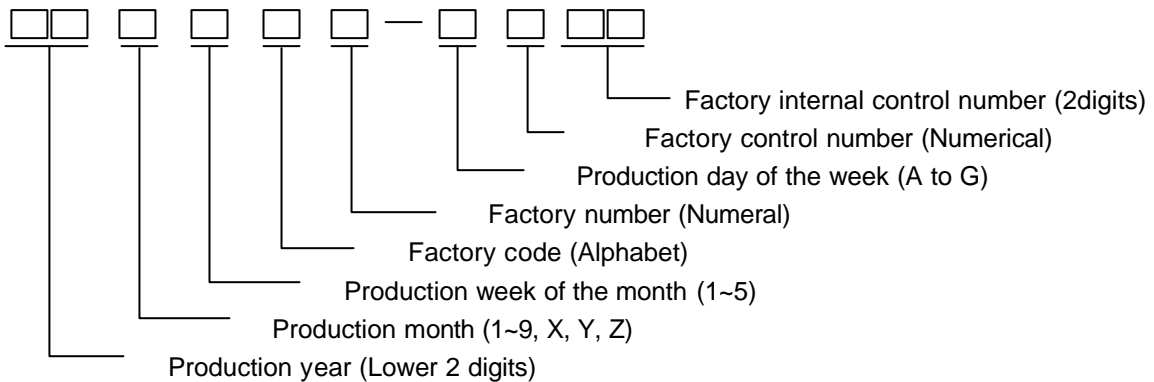 Factory internal control number (2digits)
Factory control number (Numerical)
Production day of the week (A to G)
Factory number (Numeral)
Factory code (Alphabet)
Production week of the month (1~5)
Production month (1~9, X, Y, Z)
Production year (Lower 2 digits)